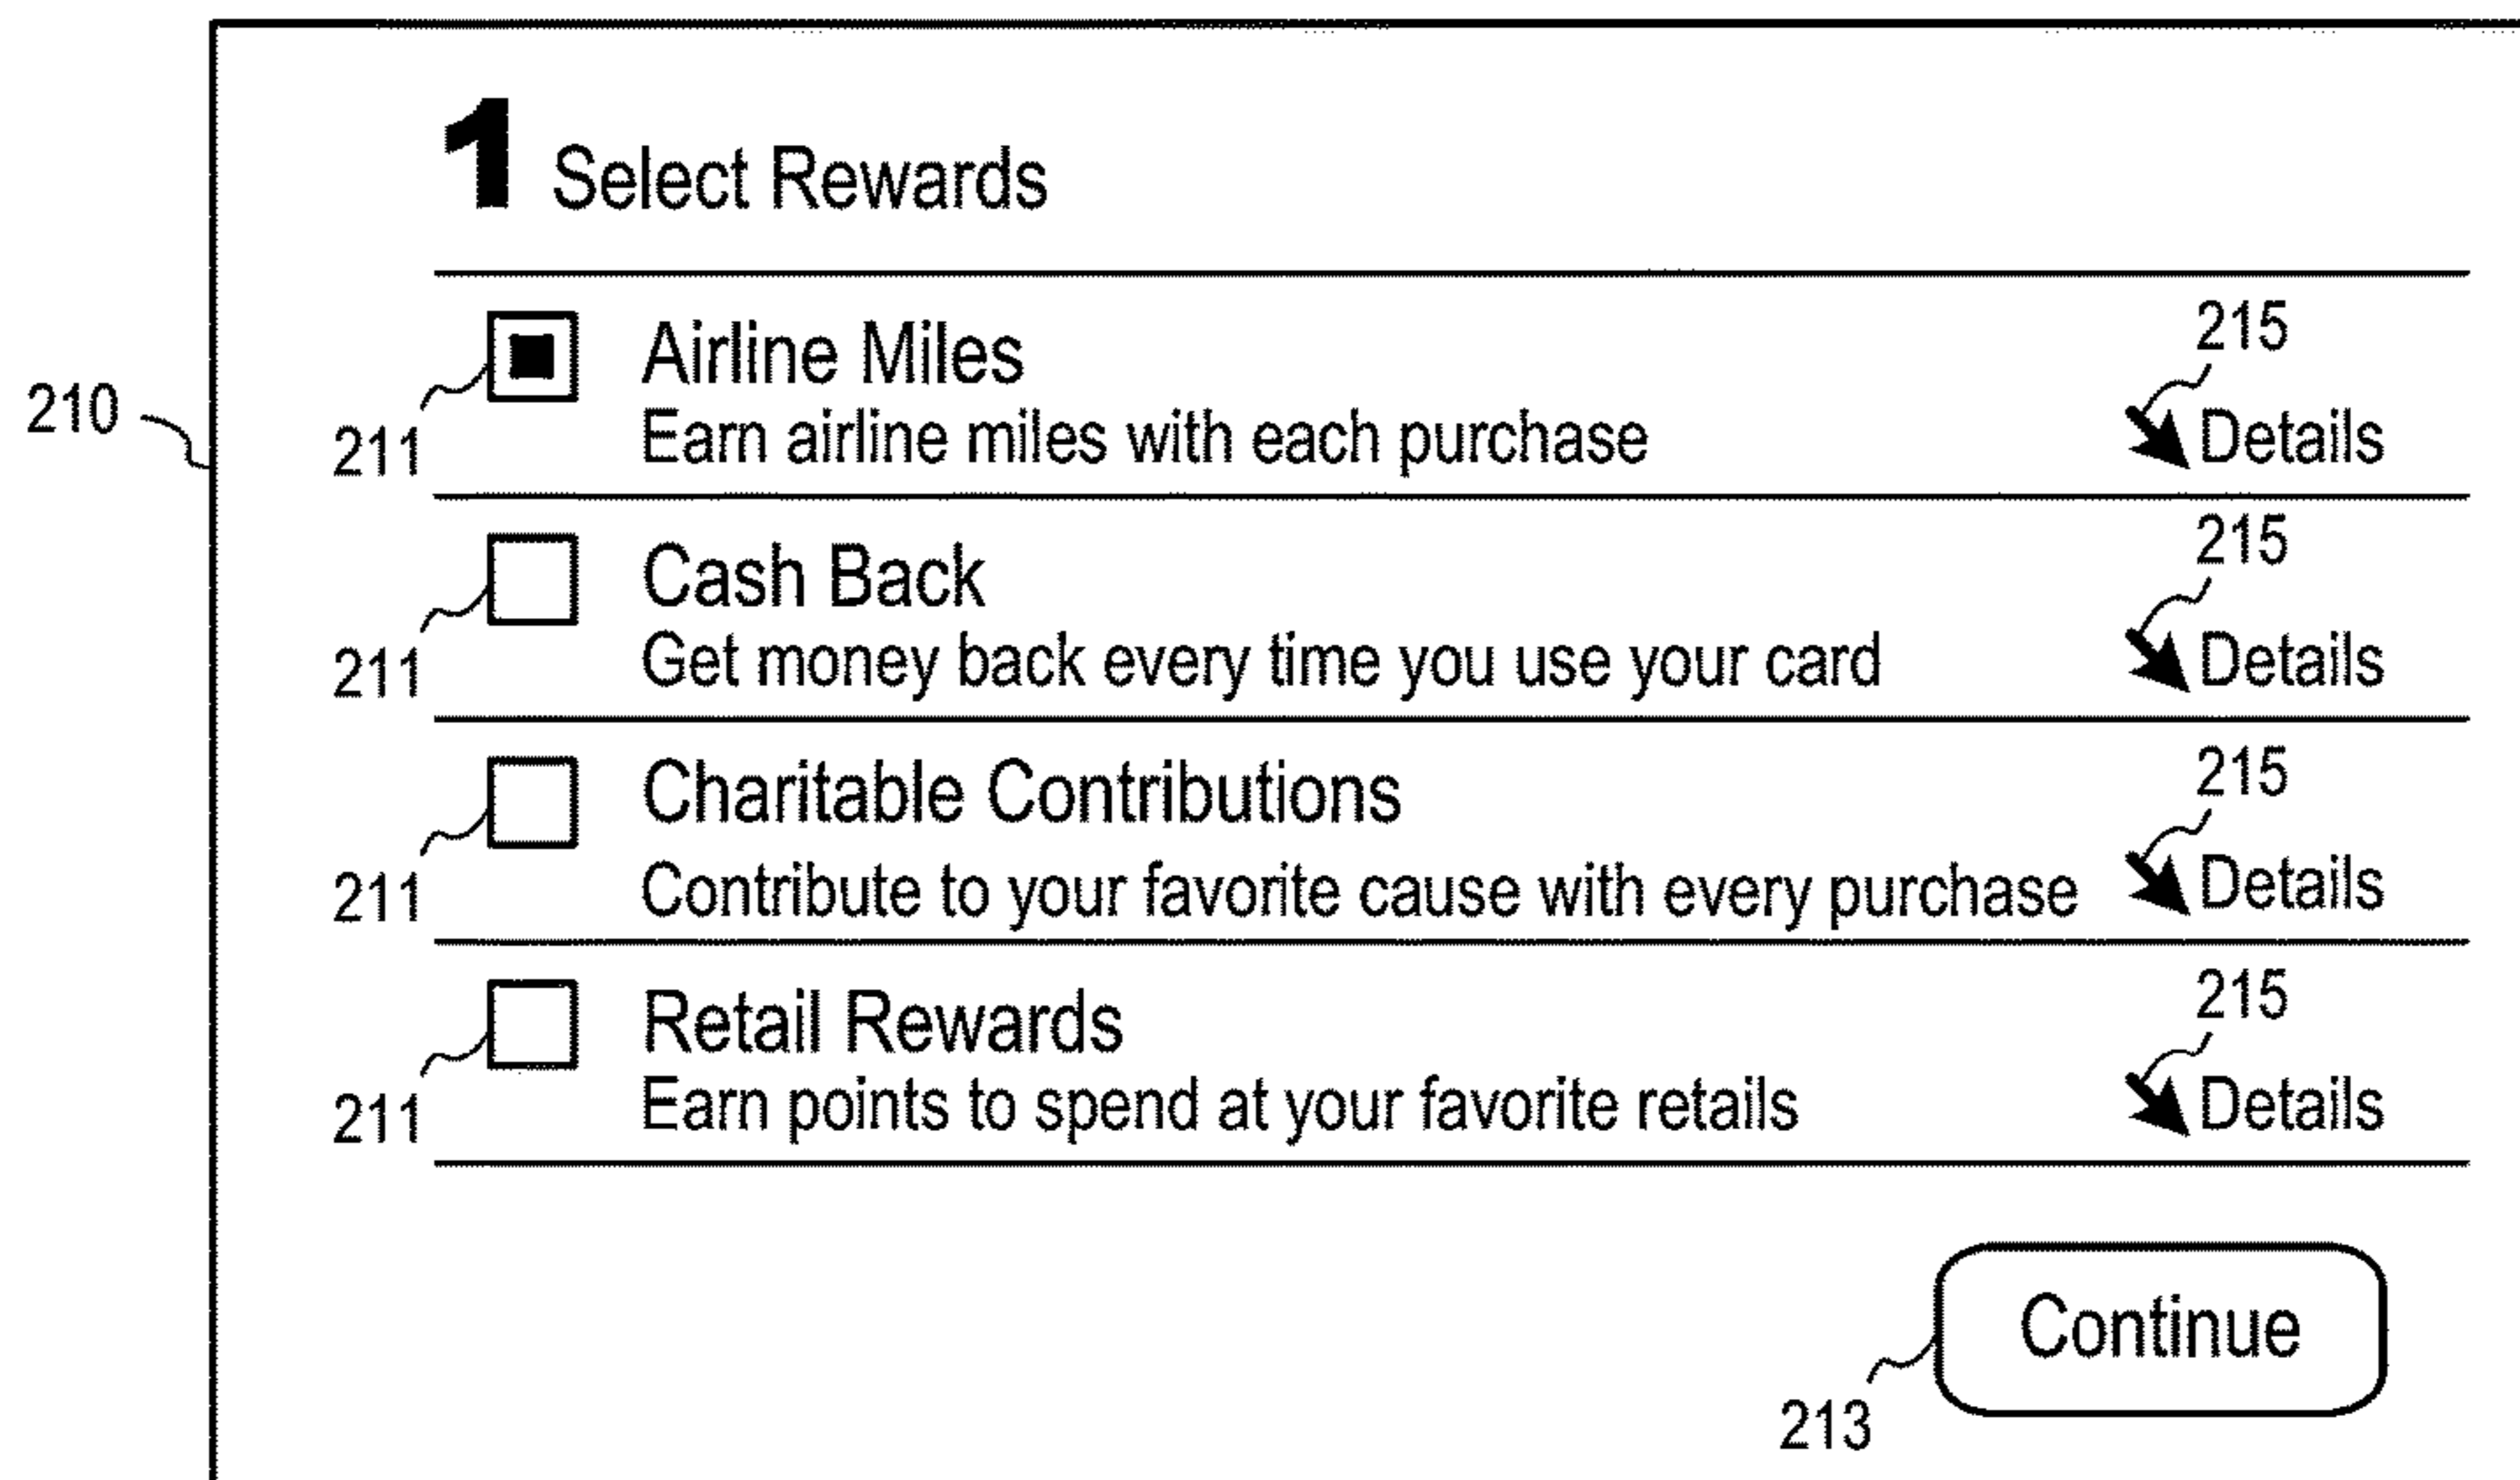 1 Select Rewards
215
Airline Miles
210
211 Earn airline miles with each purchase Details
215
Cash Back
211 Get money back every time you use your card Details
215
Charitable Contributions
211 Contribute to your favorite cause with every purchase Details
215
Retail Rewards
211 Earn points to spend at your favorite retails Details
Continue
213